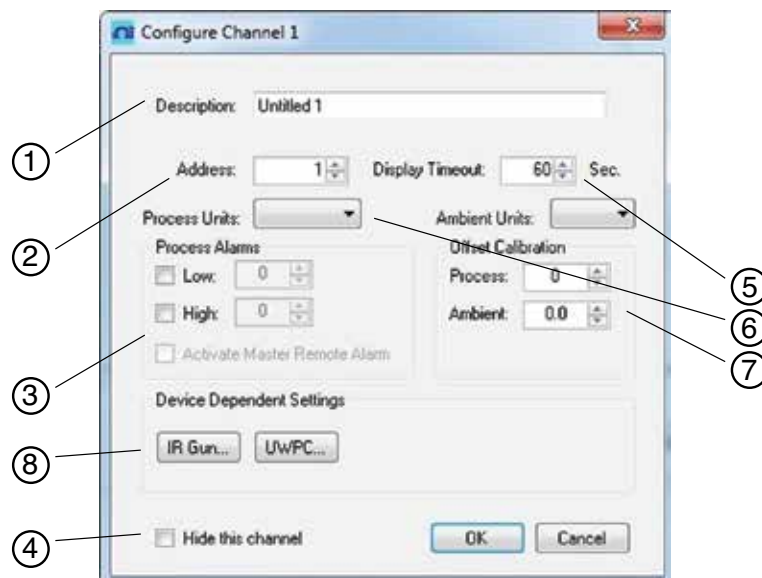 Configure Channel 1
Description: Untitled 1
①
Address: 1 Display Timeout: 60 Sec.
②
Process Units: Ambient Units:
Process Alarms Offset Calibration
Low: 0 Process: 0
⑤
High: 0 Ambient: 0.0
⑥
Activate Master Remote Alarm
⑦
③
Device Dependent Settings
IR Gun... UWPC...
⑧
Hide this channel OK Cancel
④